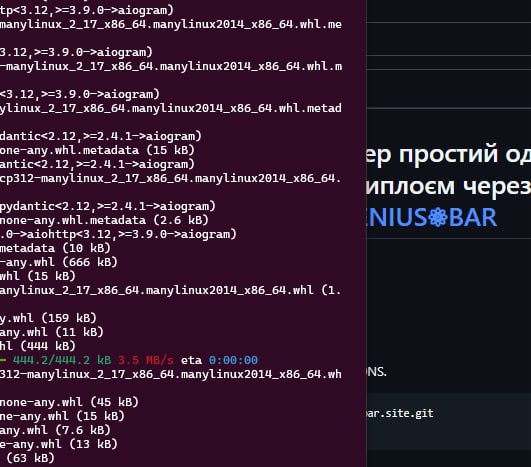 tp<3.12,>=3.9.0->aiogram)
manylinux_2_17_x86_64.manylinux2014_x86_64.whl.me
3.12,>=3.9.0->aiogram)
-manylinux_2_17_x86_64.manylinux2014_x86_64.whl.m
<3.12,>=3.9.0->aiogram)
ylinux_2_17_x86_64.manylinux2014_x86_64.whl.metad
dantic<2.12,>=2.4.1->aiogram)
one-any.whl.metadata (15 kB)
antic<2.12,>=2.4.1->aiogram)
cp312-manylinux_2_17_x86_64.manylinux2014_x86_64.
pydantic<2.12,>=2.4.1->aiogram)
none-any.whl.metadata (2.6 kB)
.0->aiohttp<3.12,>=3.9.0->aiogram)
metadata (10 kB)
e-any.whl (666 kB)
whl (15 kB)
anylinux_2_17_x86_64.manylinux2014_x86_64.whl (1.
y.whl (159 kB)
any.whl (11 kB)
hl (444 kB)
444.2/444.2 kB 3.5 MB/s eta 0:00:00
312-manylinux_2_17_x86_64.manylinux2014_x86_64.wh
none-any.whl (45 kB)
ne-any.whl (15 kB)
any.whl (7.6 kB)
e-any.whl (13 kB)
(63 kB)
ер простий од
иплоєм через
ENIUS⚛BAR
ONS.
bar.site.git